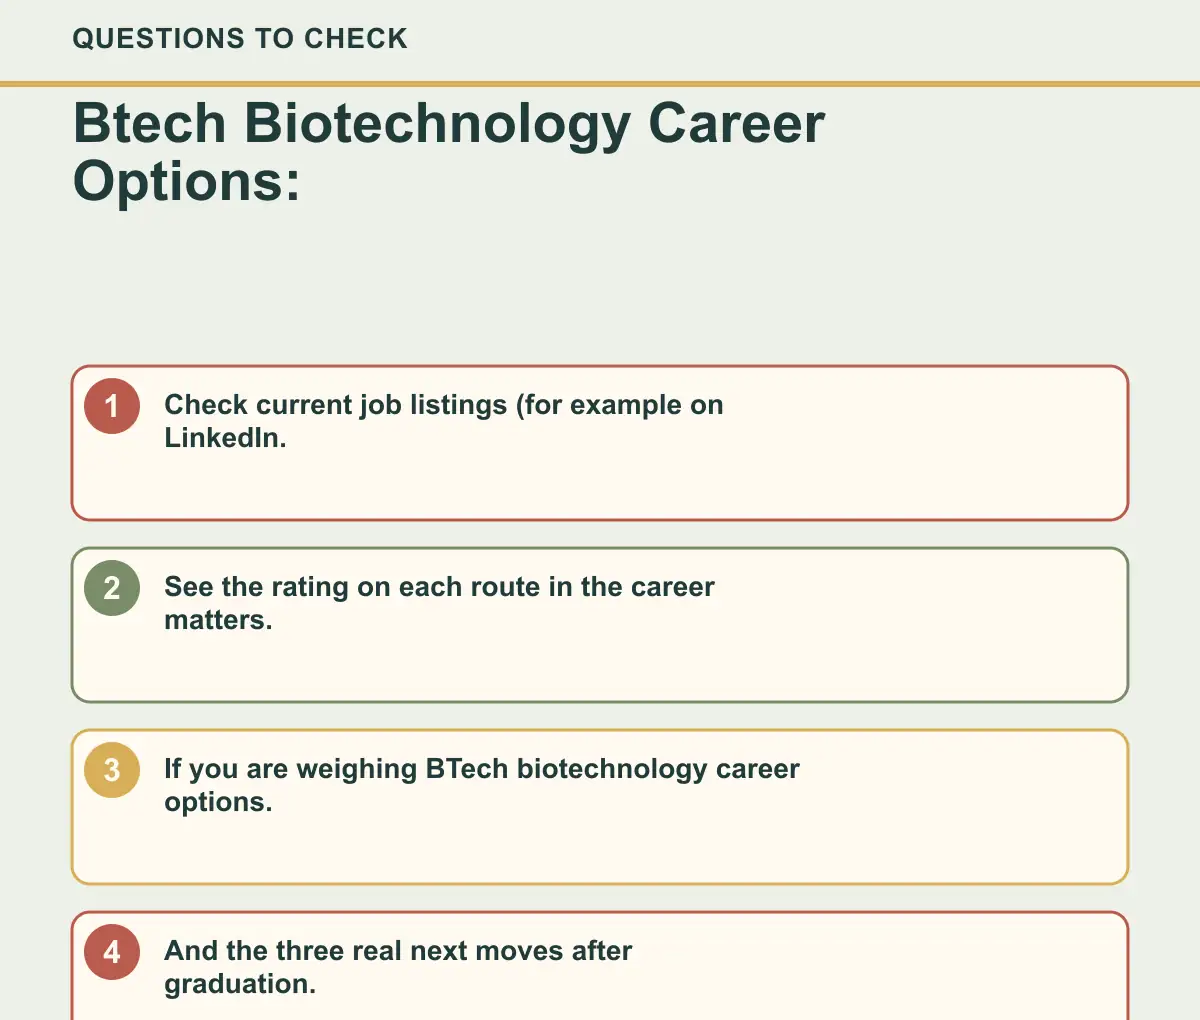 QUESTIONS TO CHECK
Btech Biotechnology Career
Options:
1
Check current job listings (for example on
LinkedIn.
2
See the rating on each route in the career
matters.
3
If you are weighing BTech biotechnology career
options.
4
And the three real next moves after
graduation.